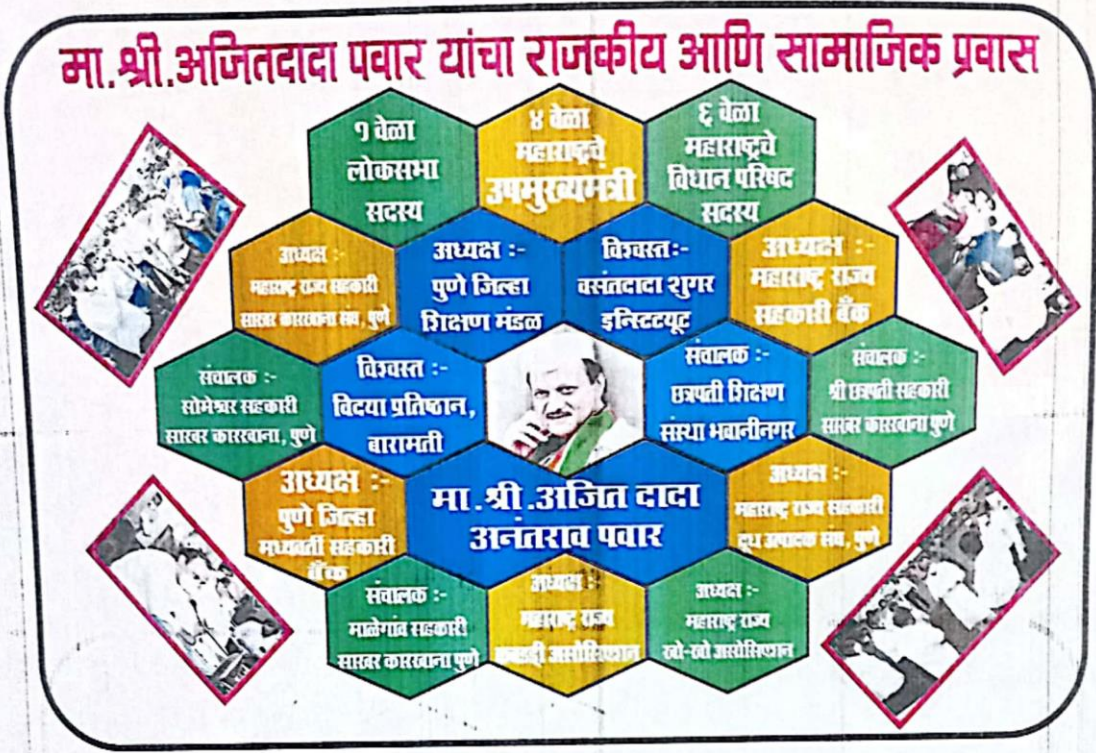 मा.श्री.अजितदादा पवार यांचा राजकीय आणि सामाजिक प्रवास
१ वेळा
लोकसभा
सदस्य
४ वेळा
महाराष्ट्रचे
उपमुख्यमंत्री
६ वेळा
महाराष्ट्रचे
विधान परिषद
सदस्य
अध्यक्ष :-
महाराष्ट्र राज्य सहकारी
साखर कारखाना संघ, पुणे
अध्यक्ष :-
पुणे जिल्हा
शिक्षण मंडळ
विश्वस्त:-
वसंतदादा शुगर
इन्स्टिटयूट
अध्यक्ष :-
महाराष्ट्र राज्य
सहकारी बँक
संचालक :-
सोमेश्वर सहकारी
साखर कारखाना, पुणे
विश्वस्त :-
विदया प्रतिष्ठान,
बारामती
संचालक :-
छत्रपती शिक्षण
संस्था भवानीनगर
संचालक :-
श्री छत्रपती सहकारी
साखर कारखाना पुणे
अध्यक्ष :-
पुणे जिल्हा
मध्यवर्ती सहकारी
बँक
मा.श्री.अजित दादा
अनंतराव पवार
अध्यक्ष :-
महाराष्ट्र राज्य सहकारी
दूध उत्पादक संघ, पुणे
संचालक :-
माळेगांव सहकारी
साखर कारखाना पुणे
अध्यक्ष :-
महाराष्ट्र राज्य
कबड्डी असोसिएशन
अध्यक्ष :-
महाराष्ट्र राज्य
खो-खो असोसिएशन